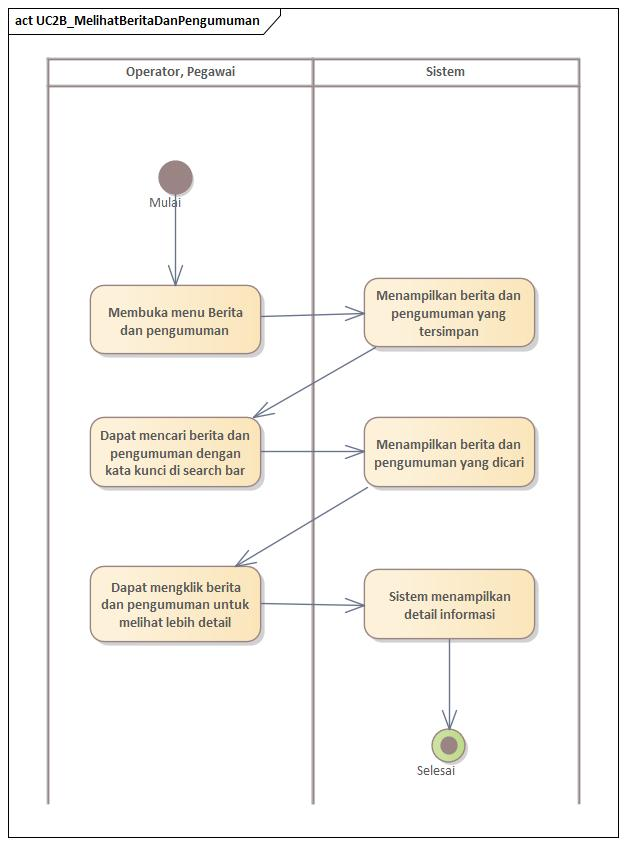 act UC2B_MelihatBeritaDanPengumuman
Operator, Pegawai
Sistem
Mulai
Membuka menu Berita
dan pengumuman
Menampilkan berita dan
pengumuman yang
tersimpan
Dapat mencari berita dan
pengumuman dengan
kata kunci di search bar
Menampilkan berita dan
pengumuman yang dicari
Dapat mengklik berita
dan pengumuman untuk
melihat lebih detail
Sistem menampilkan
detail informasi
Selesai